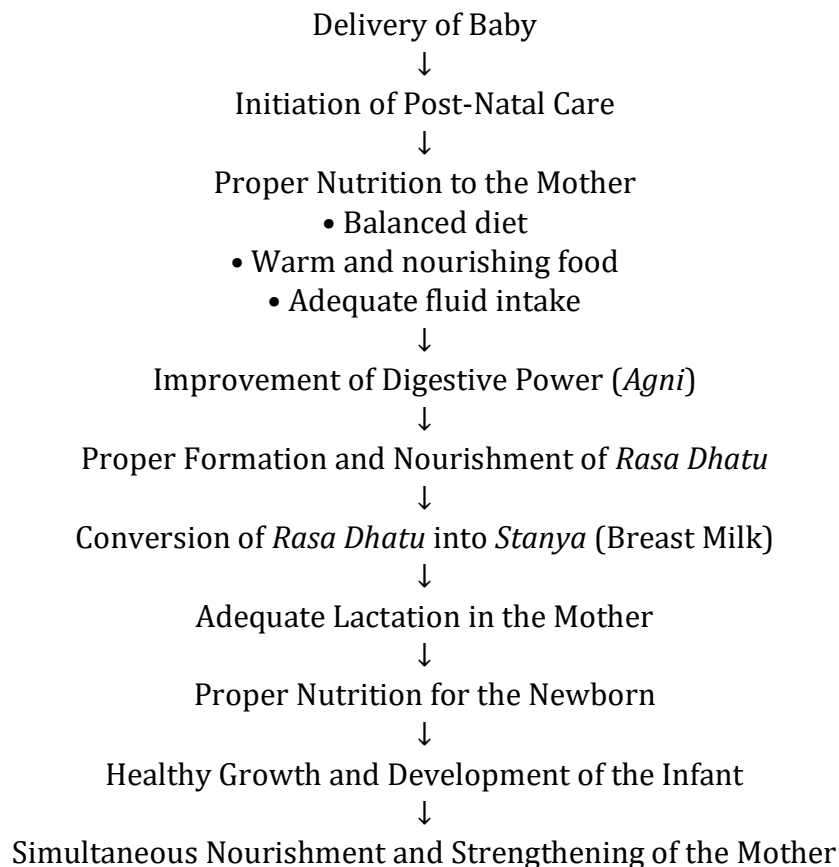 Delivery of Baby
↓
Initiation of Post-Natal Care
↓
Proper Nutrition to the Mother
• Balanced diet
• Warm and nourishing food
• Adequate fluid intake
↓
Improvement of Digestive Power (Agni)
↓
Proper Formation and Nourishment of Rasa Dhatu
↓
Conversion of Rasa Dhatu into Stanya (Breast Milk)
↓
Adequate Lactation in the Mother
↓
Proper Nutrition for the Newborn
↓
Healthy Growth and Development of the Infant
↓
Simultaneous Nourishment and Strengthening of the Mother